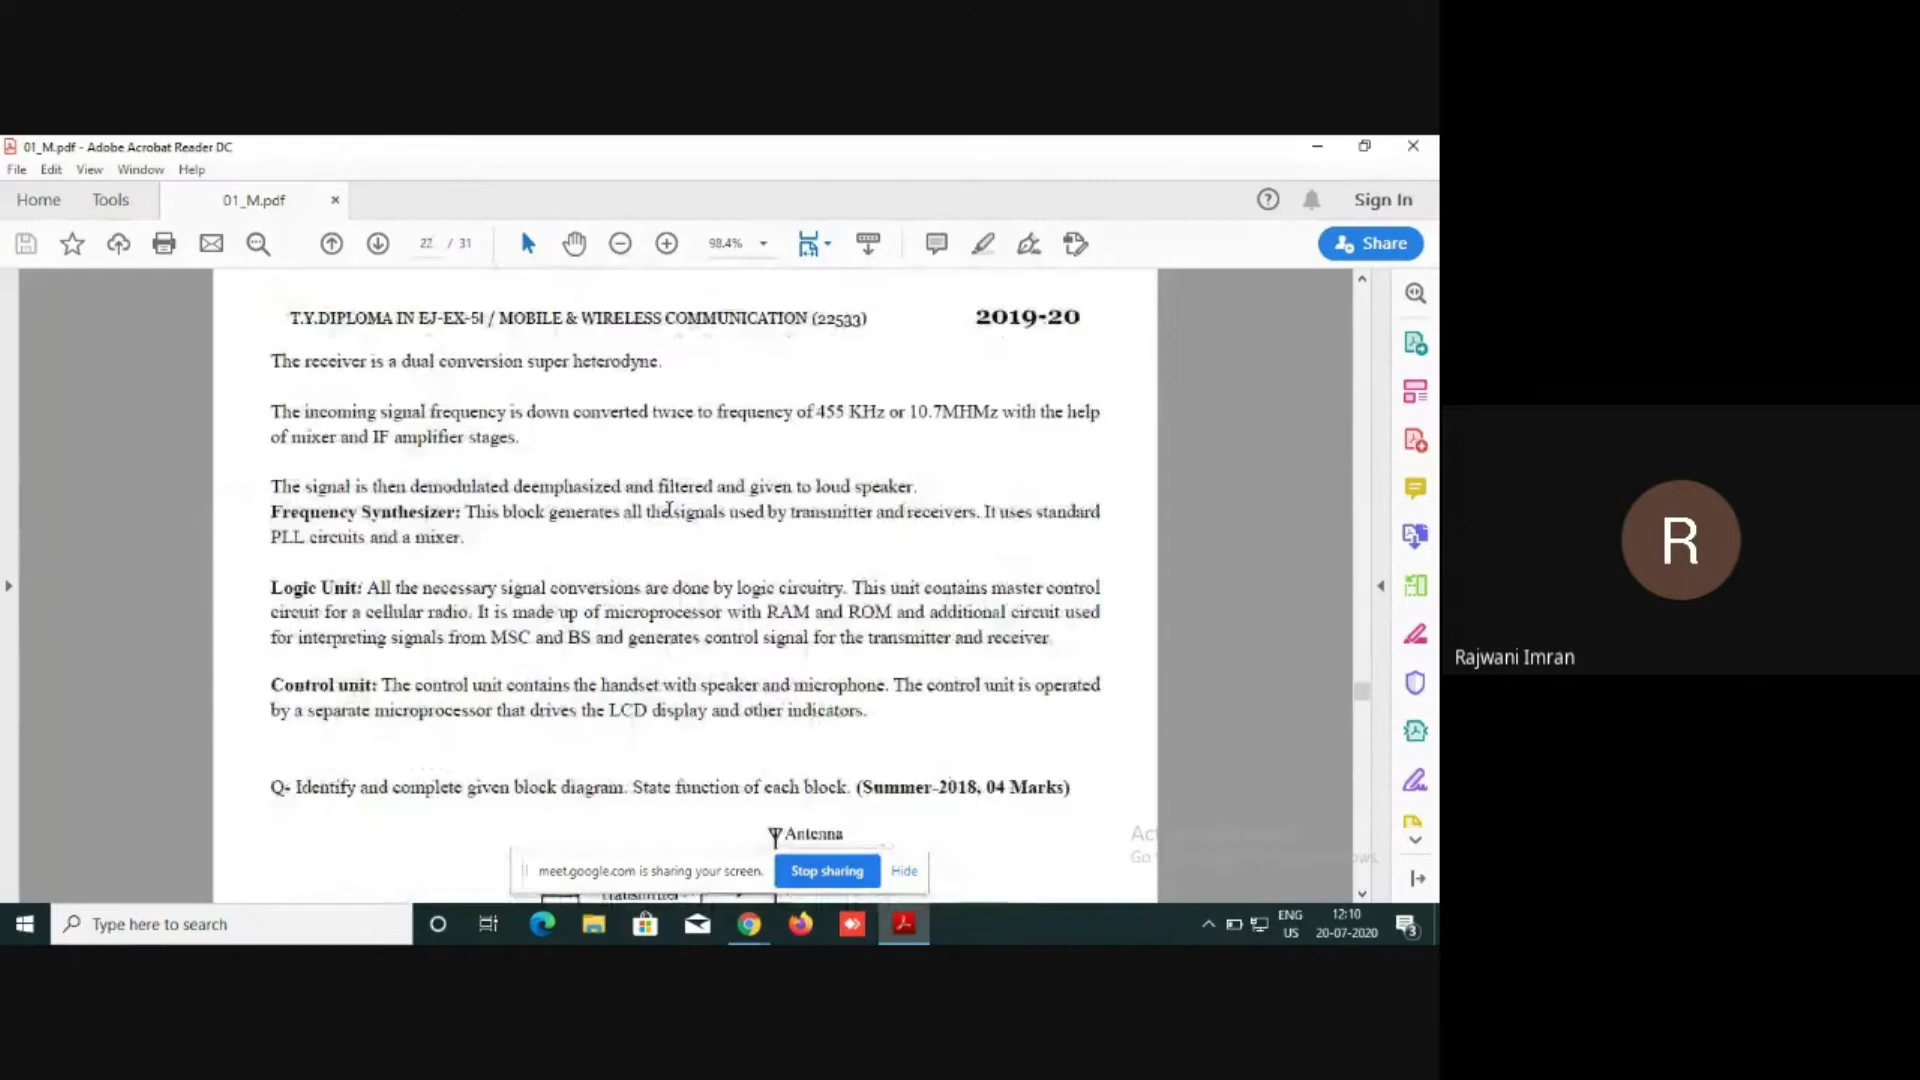 01_M.pdf - Adobe Acrobat Reader DC
File Edit View Window Help
Home Tools 01_M.pdf × Sign In
22 / 31 98.4% Share
T.Y.DIPLOMA IN EJ-EX-5I / MOBILE & WIRELESS COMMUNICATION (22533) 2019-20
The receiver is a dual conversion super heterodyne.
The incoming signal frequency is down converted twice to frequency of 455 KHz or 10.7MHMz with the help
of mixer and IF amplifier stages.
The signal is then demodulated deemphasized and filtered and given to loud speaker.
Frequency Synthesizer: This block generates all the signals used by transmitter and receivers. It uses standard
PLL circuits and a mixer.
Logic Unit: All the necessary signal conversions are done by logic circuitry. This unit contains master control
circuit for a cellular radio. It is made up of microprocessor with RAM and ROM and additional circuit used
for interpreting signals from MSC and BS and generates control signal for the transmitter and receiver
Control unit: The control unit contains the handset with speaker and microphone. The control unit is operated
by a separate microprocessor that drives the LCD display and other indicators.
Q- Identify and complete given block diagram. State function of each block. (Summer-2018, 04 Marks)
Antenna
meet.google.com is sharing your screen. Stop sharing Hide
Type here to search
ENG
US
12:10
20-07-2020
3
R
Rajwani Imran